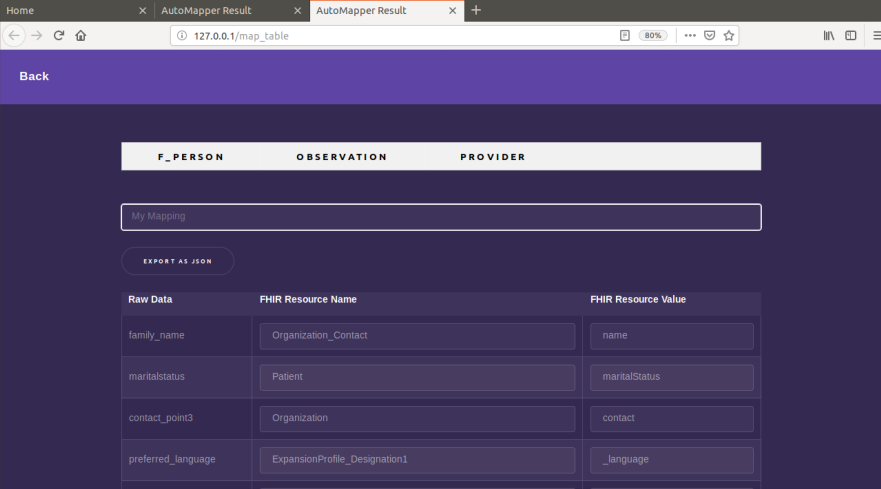 Home AutoMapper Result AutoMapper Result
127.0.0.1/map_table 80%
Back
F_PERSON OBSERVATION PROVIDER
My Mapping
EXPORT AS JSON
Raw Data FHIR Resource Name FHIR Resource Value
family_name Organization_Contact name
maritalstatus Patient maritalStatus
contact_point3 Organization contact
preferred_language ExpansionProfile_Designation1 _language